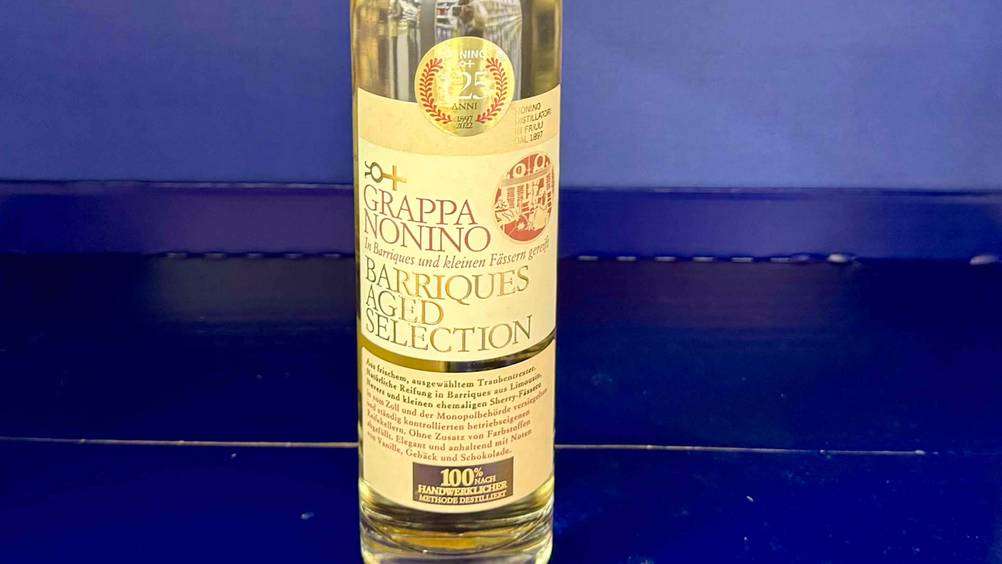 NONINO
125
ANNI
1897
2022
NONINO
DISTILLATORI
IN FRIULI
DAL 1897
GRAPPA
NONINO
In Barriques und kleinen Fässern gereift
BARRIQUES
AGED
SELECTION
Aus frischem, ausgewähltem Traubentrester.
Natürliche Reifung in Barriques aus Limousin,
Nevers und kleinen ehemaligen Sherry-Fässern
in vom Zoll und der Monopolbehörde versiegelten
und ständig kontrollierten betriebseigenen
Reifekellern. Ohne Zusatz von Farbstoffen
abgefüllt. Elegant und anhaltend mit Noten
von Vanille, Gebäck und Schokolade.
100%
NACH
HANDWERKLICHER
METHODE DESTILLIERT